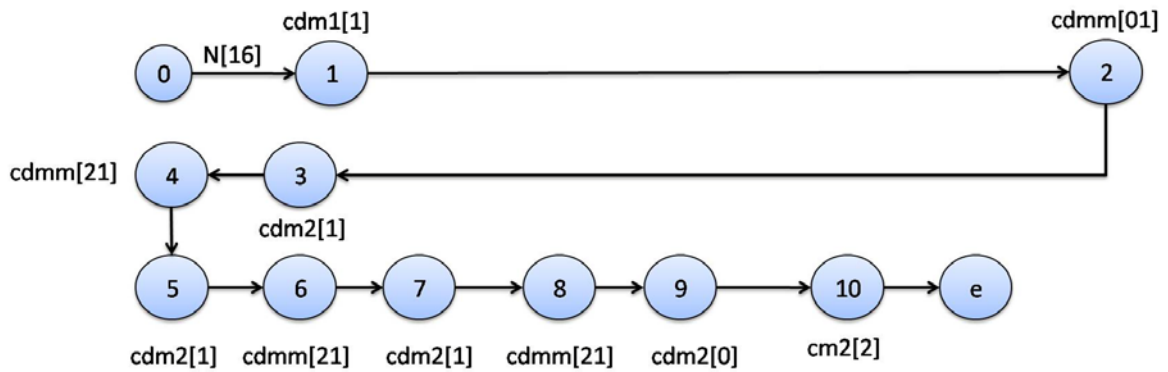 cdm1[1]
cdmm[01]
0 N[16] 1 2
cdmm[21] 4 3
cdm2[1]
5 6 7 8 9 10 e
cdm2[1] cdmm[21] cdm2[1] cdmm[21] cdm2[0] cm2[2]